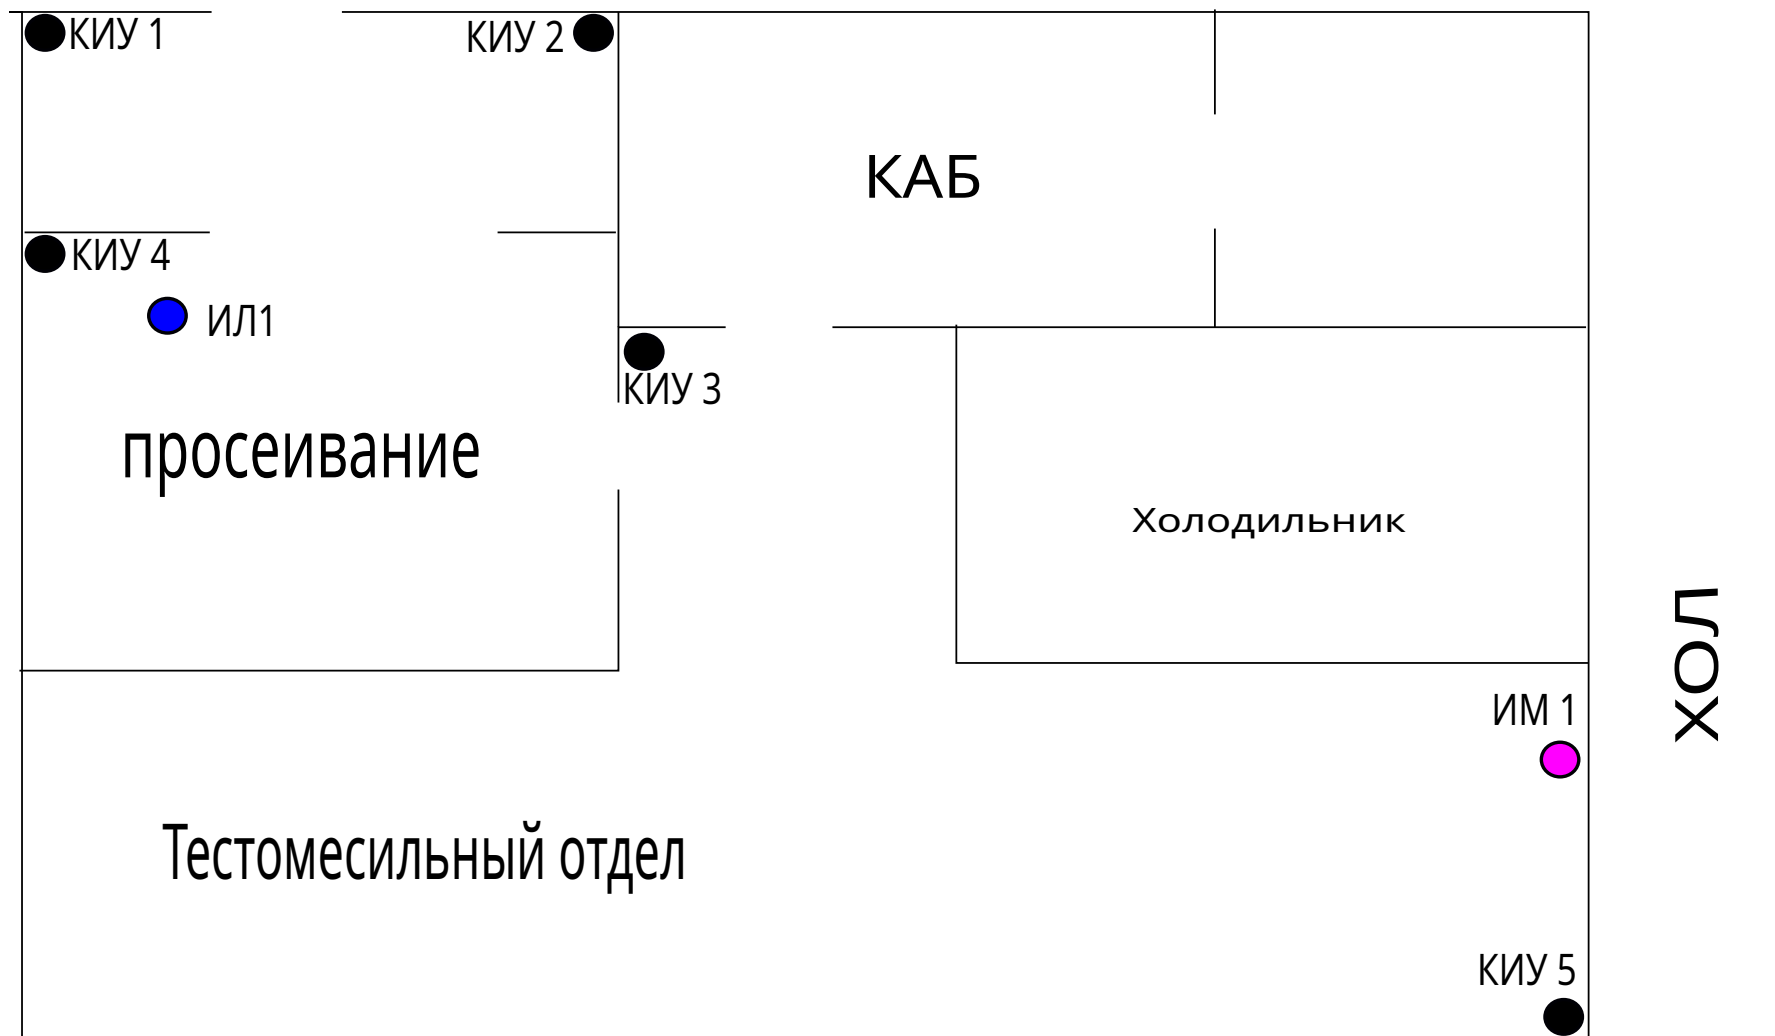 КИУ 1
КИУ 2
КАБ
КИУ 4
ИЛ1
КИУ 3
просеивание
Холодильник
ХОЛ
ИМ 1
Тестомесильный отдел
КИУ 5